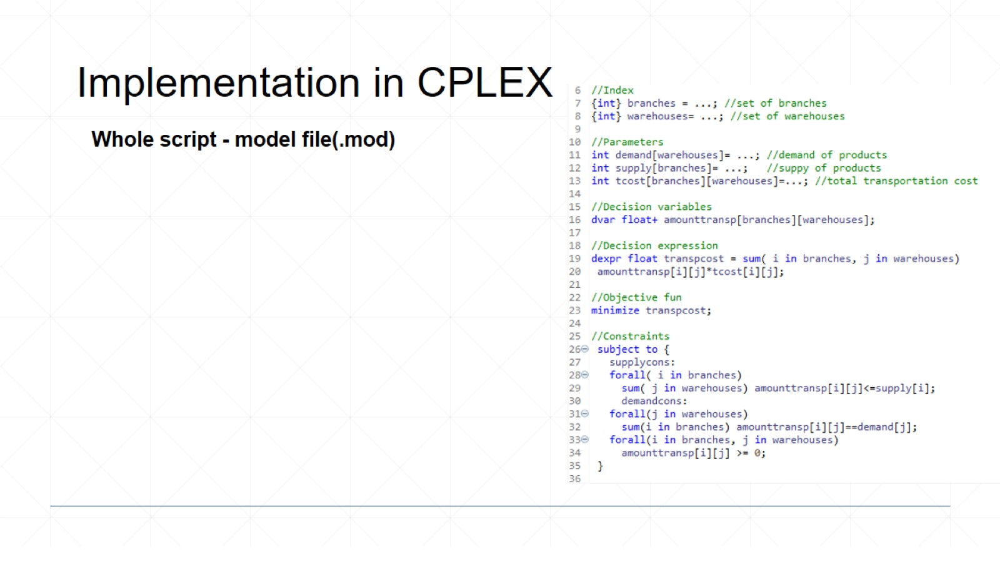 Implementation in CPLEX
Whole script - model file(.mod)
6 //Index
7 {int} branches = ...; //set of branches
8 {int} warehouses= ...; //set of warehouses
9
10 //Parameters
11 int demand[warehouses]= ...; //demand of products
12 int supply[branches]= ...; //suppy of products
13 int tcost[branches][warehouses]=...; //total transportation cost
14
15 //Decision variables
16 dvar float+ amounttransp[branches][warehouses];
17
18 //Decision expression
19 dexpr float transpcost = sum( i in branches, j in warehouses)
20 amounttransp[i][j]*tcost[i][j];
21
22 //Objective fun
23 minimize transpcost;
24
25 //Constraints
26 subject to {
27 supplycons:
28 forall( i in branches)
29 sum( j in warehouses) amounttransp[i][j]<=supply[i];
30 demandcons:
31 forall(j in warehouses)
32 sum(i in branches) amounttransp[i][j]==demand[j];
33 forall(i in branches, j in warehouses)
34 amounttransp[i][j] >= 0;
35 }
36